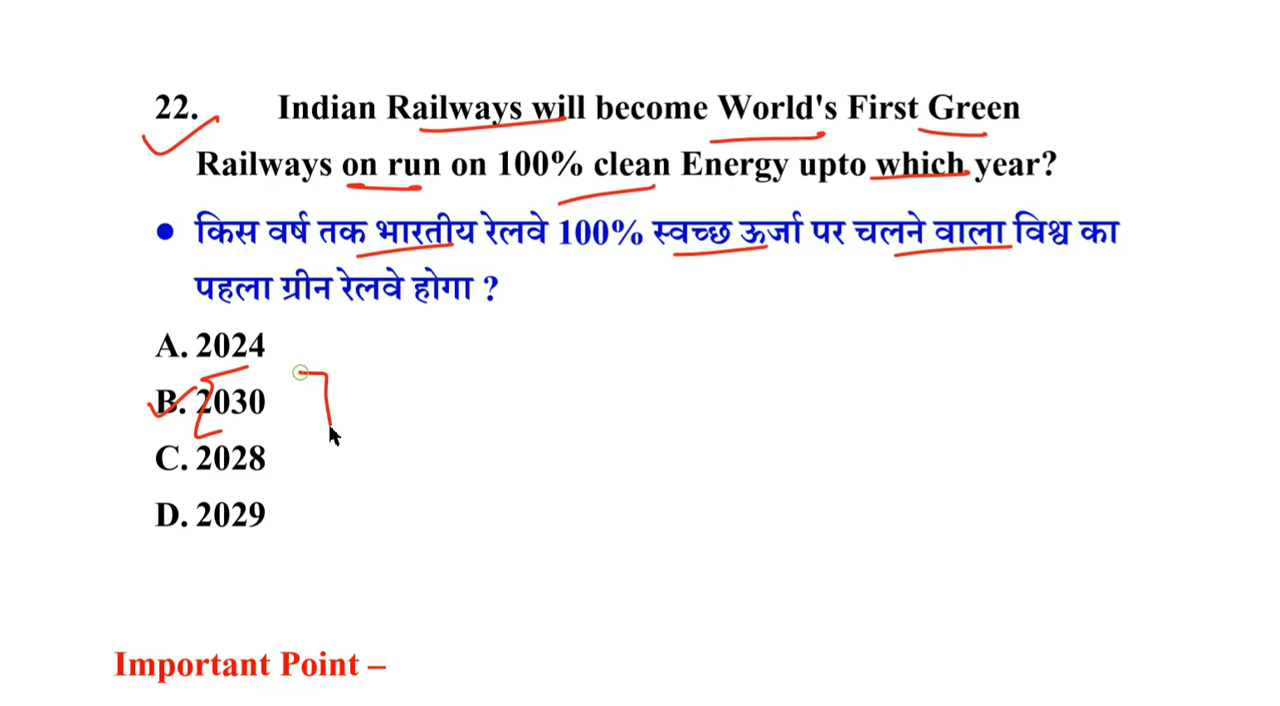 22. Indian Railways will become World's First Green
Railways on run on 100% clean Energy upto which year?
• किस वर्ष तक भारतीय रेलवे 100% स्वच्छ ऊर्जा पर चलने वाला विश्व का
पहला ग्रीन रेलवे होगा ?
A. 2024
B. 2030
C. 2028
D. 2029
Important Point –